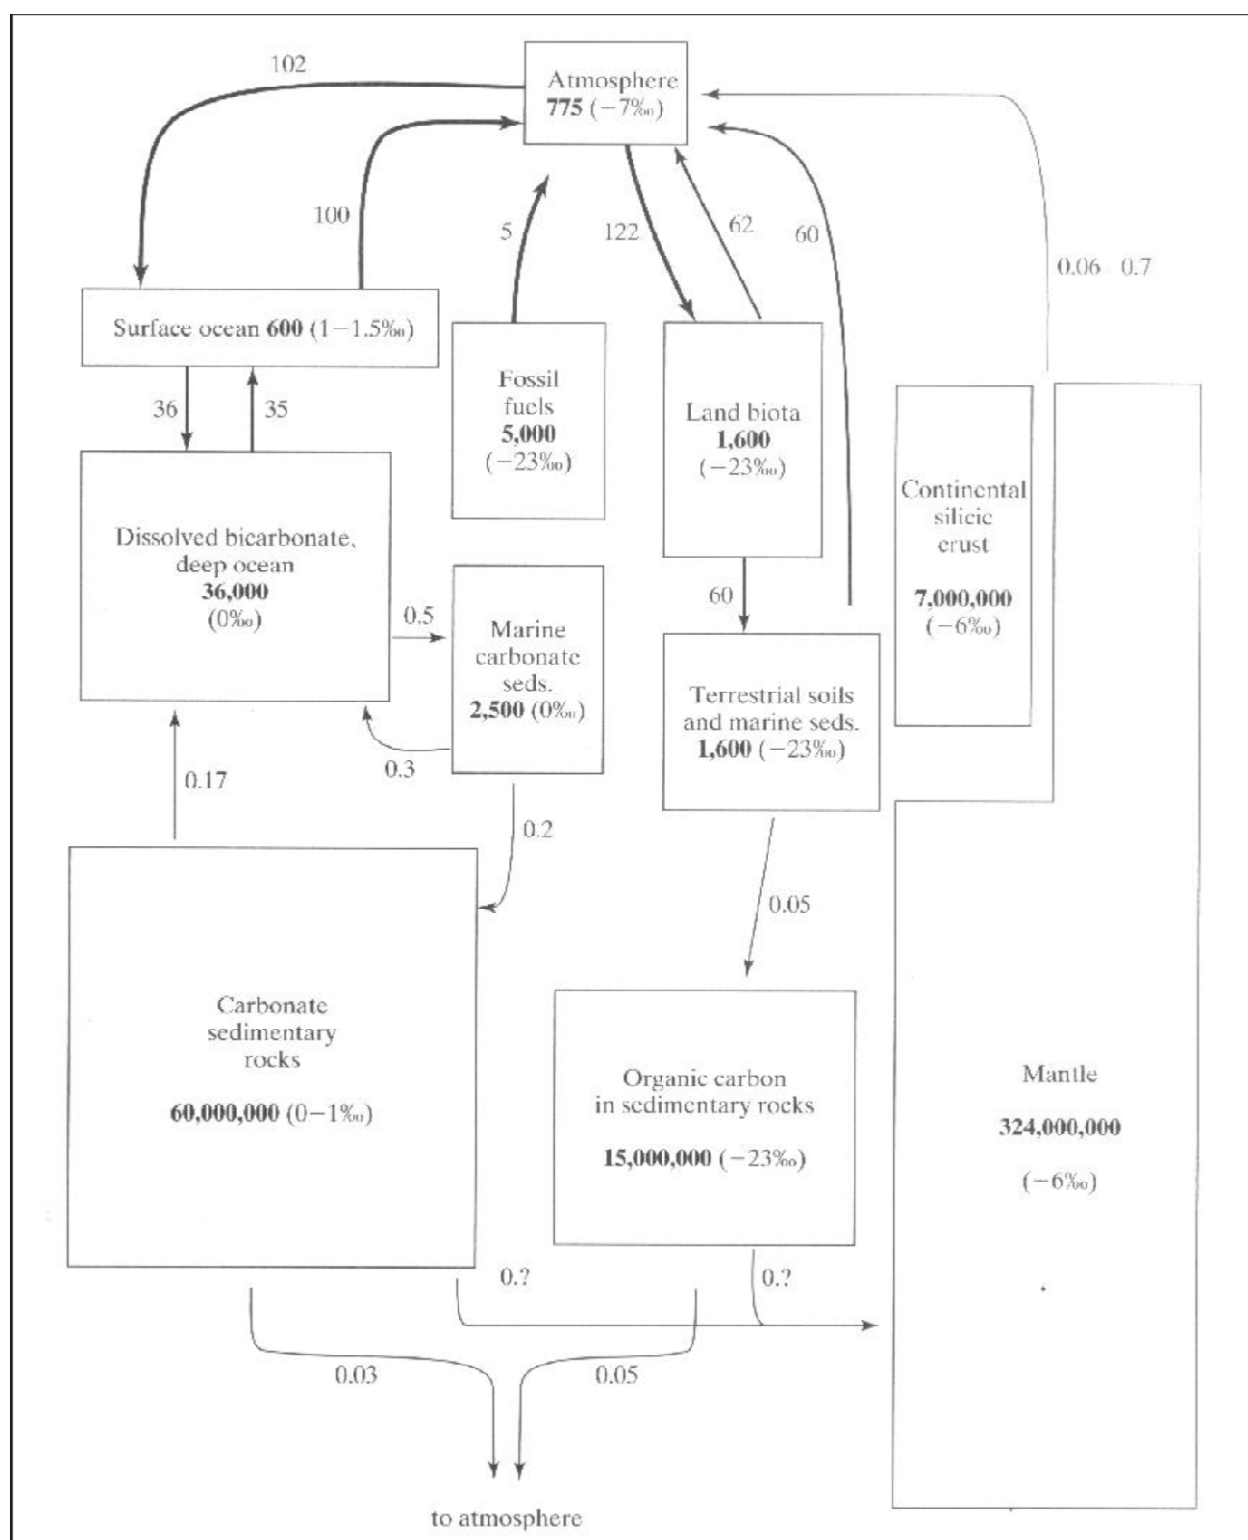 102
Atmosphere
775 (−7‰)
100
5
122
62
60
0.06 0.7
Surface ocean 600 (1−1.5‰)
36
35
Fossil
fuels
5,000
(−23‰)
Land biota
1,600
(−23‰)
Continental
silicic
crust
7,000,000
(−6‰)
Dissolved bicarbonate,
deep ocean
36,000
(0‰)
0.5
Marine
carbonate
seds.
2,500 (0‰)
60
Terrestrial soils
and marine seds.
1,600 (−23‰)
0.17
0.3
0.2
0.05
Carbonate
sedimentary
rocks
60,000,000 (0−1‰)
Organic carbon
in sedimentary rocks
15,000,000 (−23‰)
Mantle
324,000,000
(−6‰)
0.?
0.?
0.03
0.05
to atmosphere